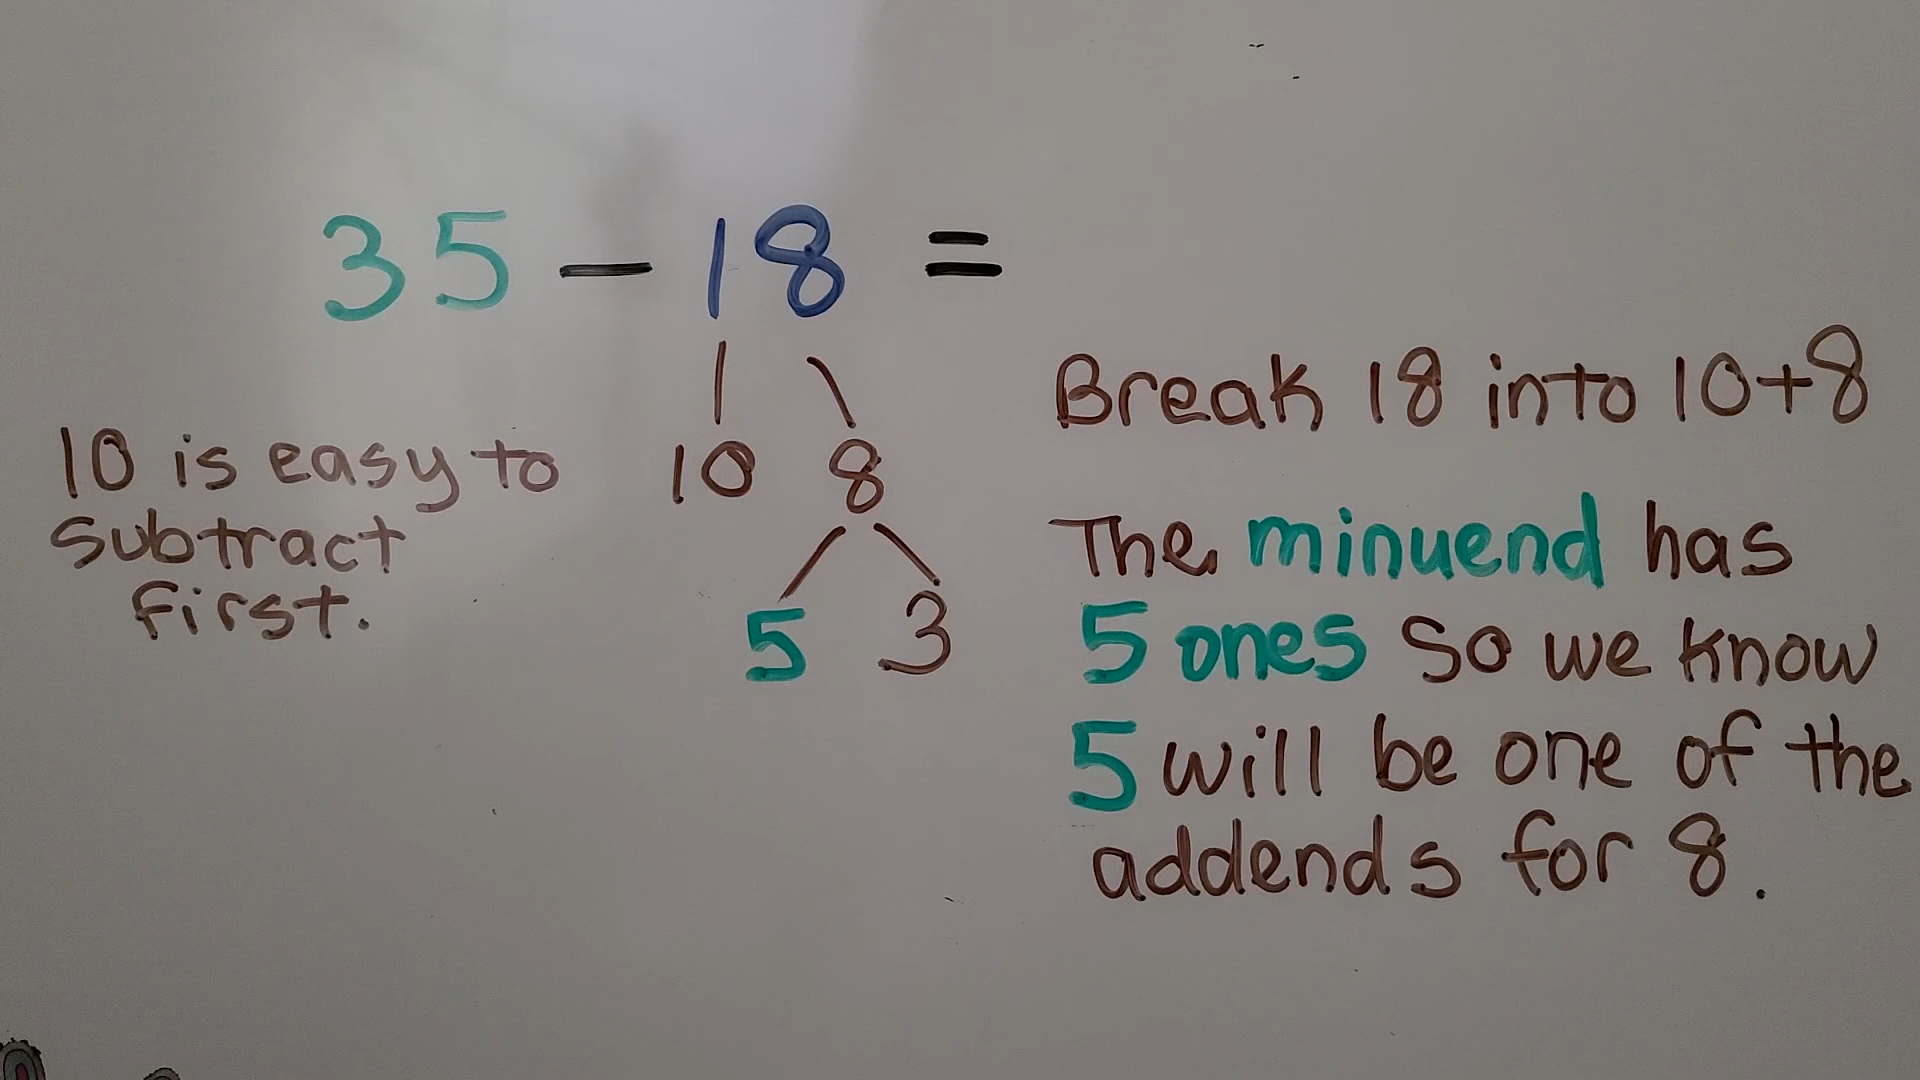 35 - 18 =
10 8
5 3
10 is easy to
subtract
first.
Break 18 into 10+8
The minuend has
5 ones so we know
5 will be one of the
addends for 8.